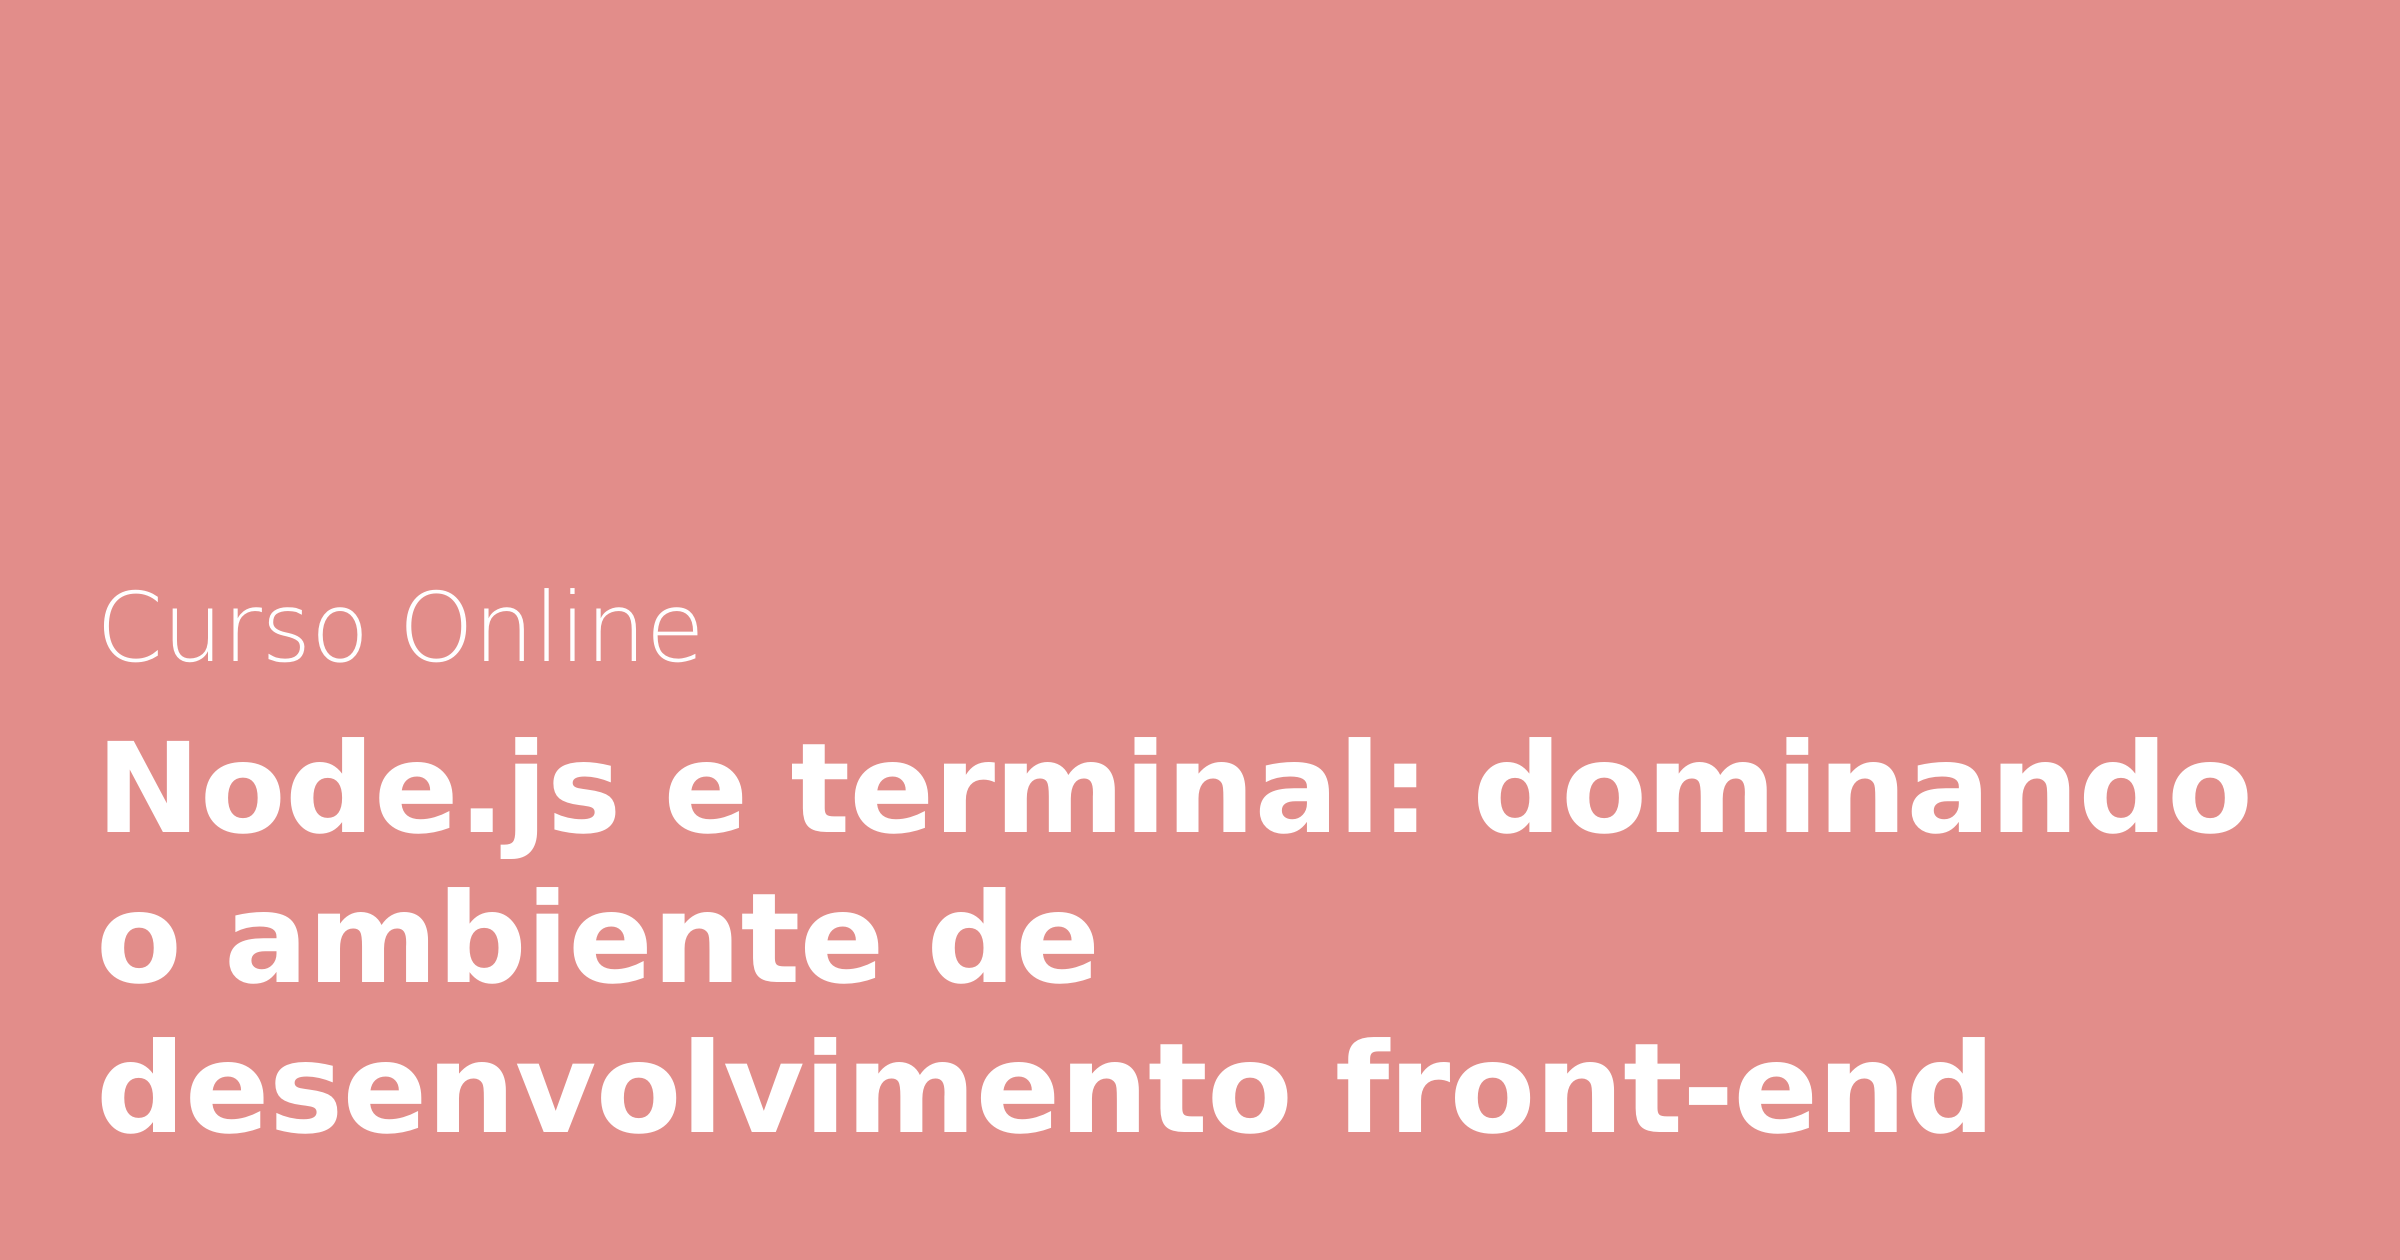 Curso Online
Node.js e terminal: dominando
o ambiente de
desenvolvimento front-end